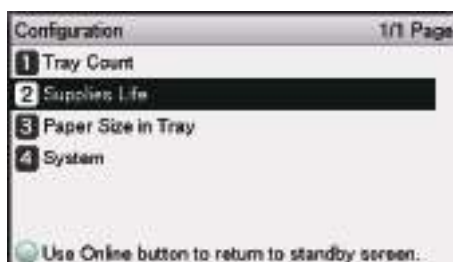 Configuration 1/1 Page
1 Tray Count
2 Supplies Life
3 Paper Size in Tray
4 System
Use Online button to return to standby screen.